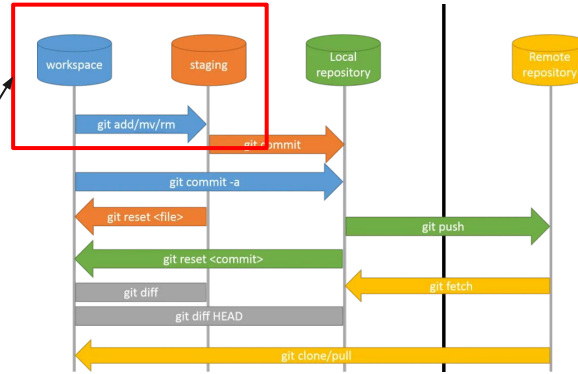 workspace
staging
Local
repository
Remote
repository
git add/mv/rm
git commit
git commit -a
git reset <file>
git push
git reset <commit>
git fetch
git diff
git diff HEAD
git clone/pull